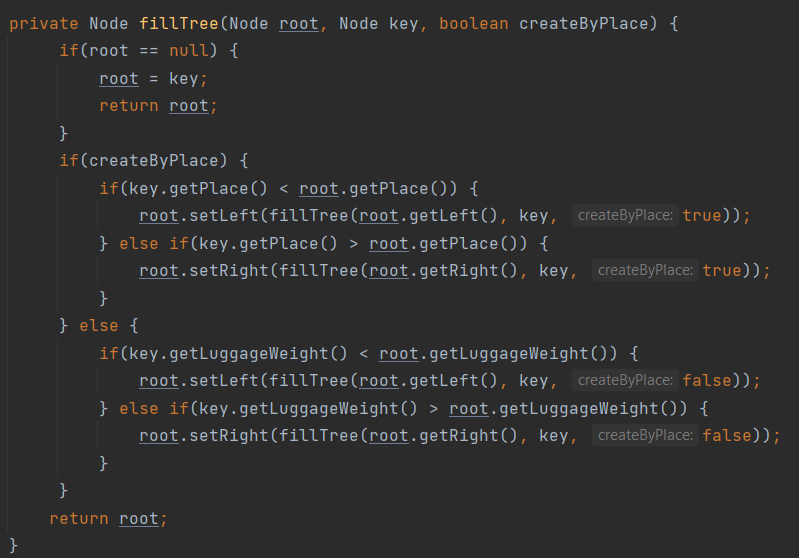 private Node fillTree(Node root, Node key, boolean createByPlace) {
if(root == null) {
root = key;
return root;
}
if(createByPlace) {
if(key.getPlace() < root.getPlace()) {
root.setLeft(fillTree(root.getLeft(), key, createByPlace: true));
} else if(key.getPlace() > root.getPlace()) {
root.setRight(fillTree(root.getRight(), key, createByPlace: true));
}
} else {
if(key.getLuggageWeight() < root.getLuggageWeight()) {
root.setLeft(fillTree(root.getLeft(), key, createByPlace: false));
} else if(key.getLuggageWeight() > root.getLuggageWeight()) {
root.setRight(fillTree(root.getRight(), key, createByPlace: false));
}
}
return root;
}